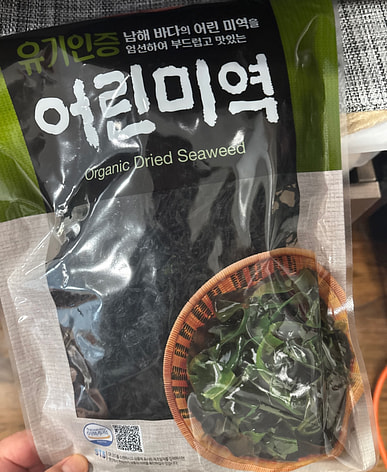 유기인증 남해 바다의 어린 미역을
엄선하여 부드럽고 맛있는
어린미역
Organic Dried Seaweed